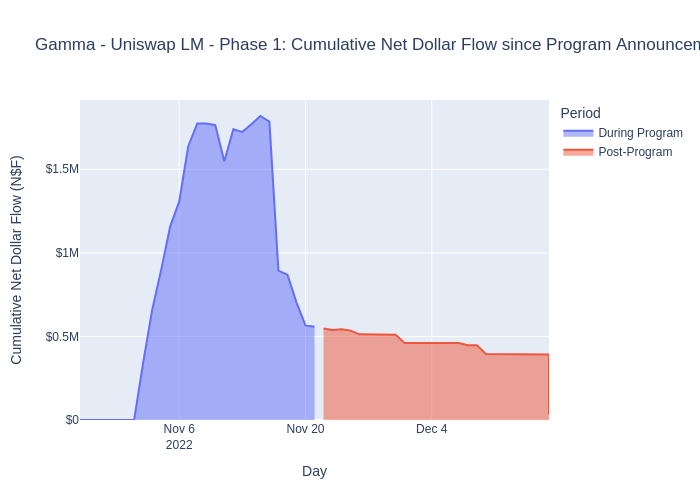 Gamma - Uniswap LM - Phase 1: Cumulative Net Dollar Flow since Program
Period
During Program
Post-Program
Cumulative Net Dollar Flow (N$F)
$1.5M
$1M
$0.5M
$0
Nov 6
2022
Nov 20
Dec 4
Day